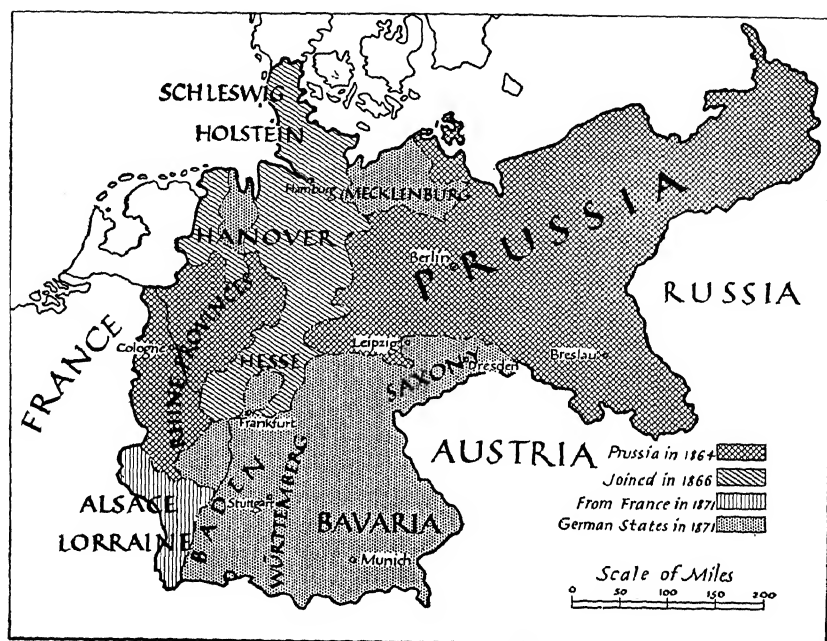 SCHLESWIG
HOLSTEIN
Hamburg
MECKLENBURG
HANOVER
Berlin
PRUSSIA
RUSSIA
FRANCE
Cologne
RHINE PROVINCES
HESSE
Leipzig
SAXONY
Dresden
Breslau
Frankfurt
AUSTRIA
ALSACE
LORRAINE
BADEN
Stuttgart
WÜRTTEMBERG
BAVARIA
Munich
Prussia in 1864
Joined in 1866
From France in 1871
German States in 1871
Scale of Miles
0 50 100 150 200